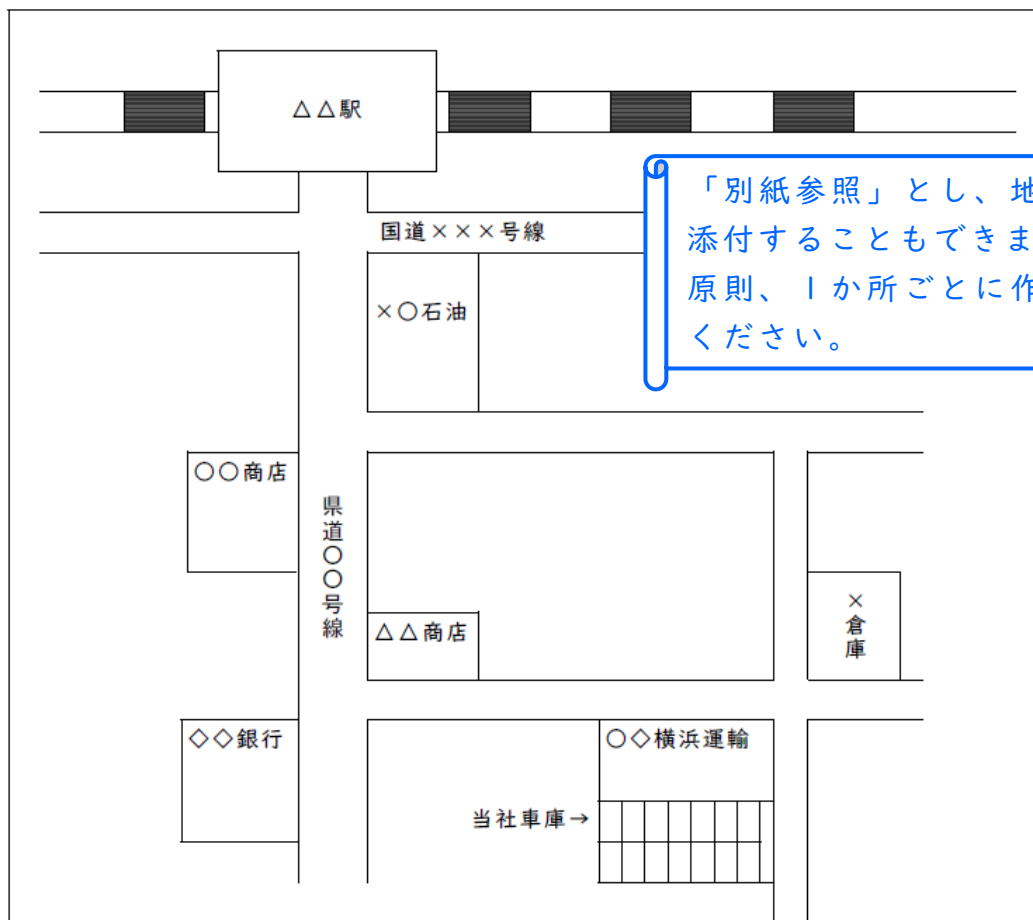 △△駅
「別紙参照」とし、地
添付することもできま
原則、1か所ごとに作
ください。
国道×××号線
×〇石油
〇〇商店
県道〇〇号線
△△商店
×倉庫
◇◇銀行
〇◇横浜運輸
当社車庫→